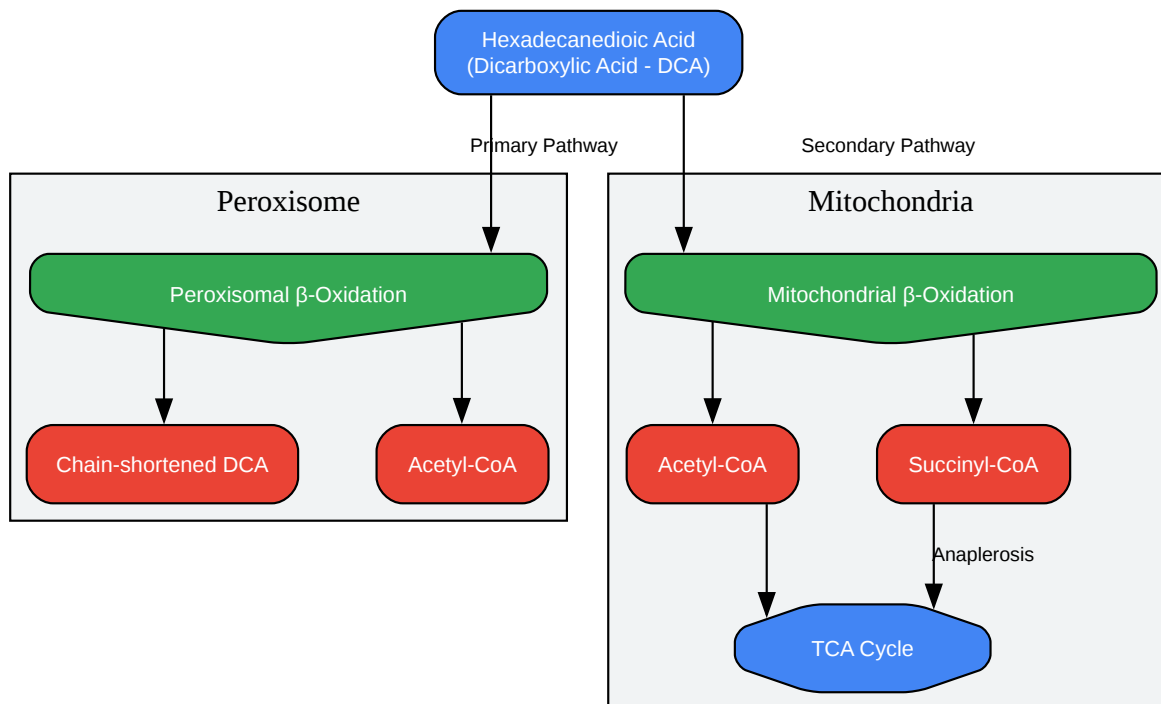 Hexadecanedioic Acid
(Dicarboxylic Acid - DCA)
Primary Pathway
Secondary Pathway
Peroxisome
Mitochondria
Peroxisomal β-Oxidation
Mitochondrial β-Oxidation
Chain-shortened DCA
Acetyl-CoA
Acetyl-CoA
Succinyl-CoA
Anaplerosis
TCA Cycle